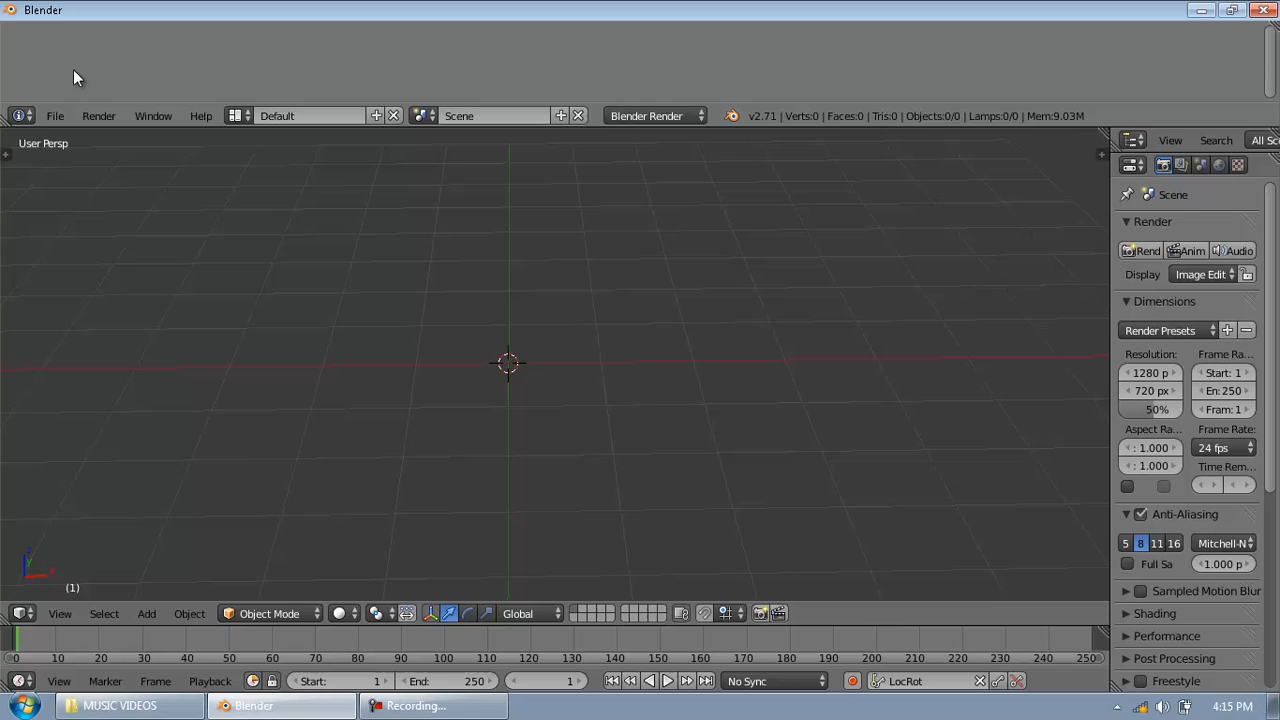 Blender
File Render Window Help Default Scene Blender Render v2.71 | Verts:0 | Faces:0 | Tris:0 | Objects:0/0 | Lamps:0/0 | Mem:9.03M
User Persp
View Search All Sc
Scene
Render
Rend Anim Audio
Display Image Edit
Dimensions
Render Presets
Resolution: Frame Ra...
1280 p Start: 1
720 px En: 250
50% Fram: 1
Aspect Ra... Frame Rate:
: 1.000 24 fps
: 1.000 Time Rem...
Anti-Aliasing
5 8 11 16 Mitchell-N
Full Sa 1.000 p
Sampled Motion Blur
Shading
Performance
Post Processing
Freestyle
z
y
x
(1)
View Select Add Object Object Mode Global
0 10 20 30 40 50 60 70 80 90 100 110 120 130 140 150 160 170 180 190 200 210 220 230 240 250
View Marker Frame Playback Start: 1 End: 250 1 No Sync LocRot
MUSIC VIDEOS Blender Recording... 4:15 PM